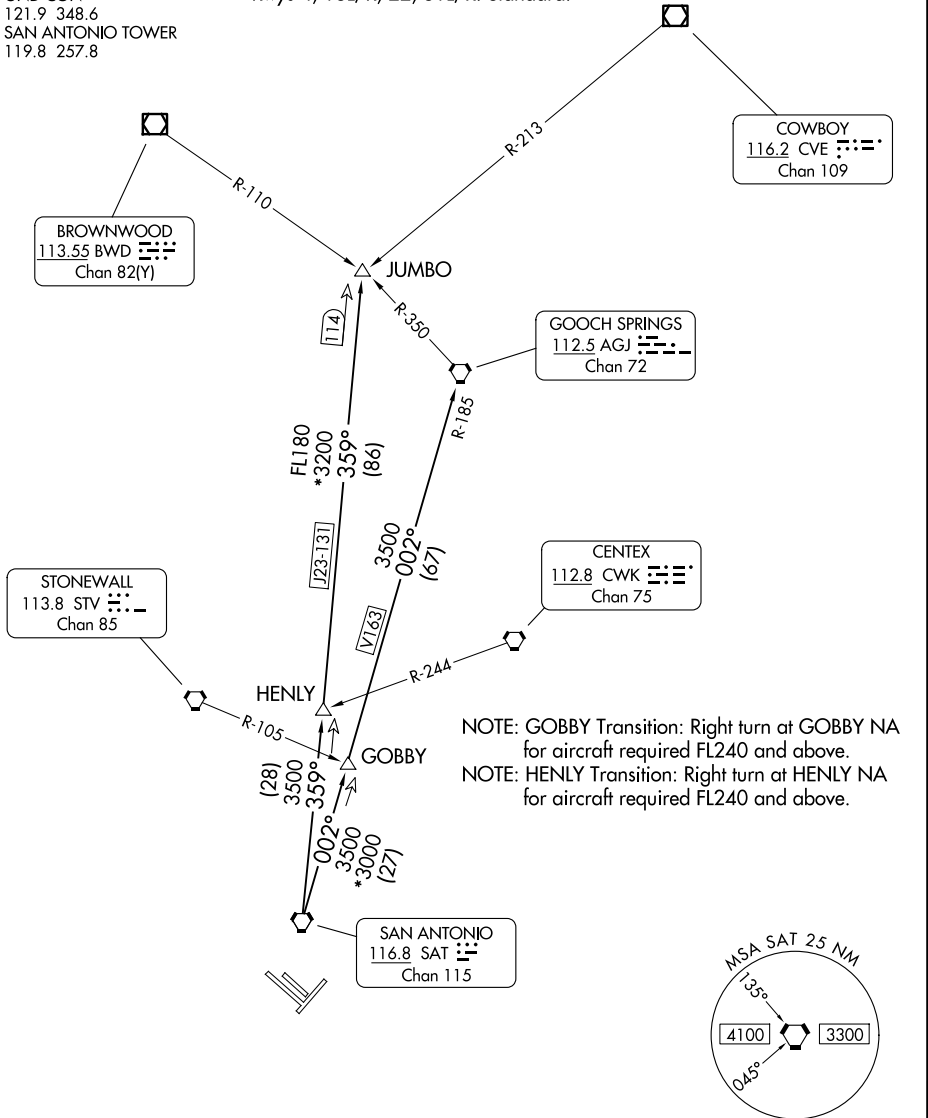 121.9 348.6
SAN ANTONIO TOWER
119.8 257.8
COWBOY
116.2 CVE
Chan 109
R-213
R-110
BROWNWOOD
113.55 BWD
Chan 82(Y)
JUMBO
114
R-350
GOOCH SPRINGS
112.5 AGJ
Chan 72
R-185
FL180
*3200
359°
(86)
3500
002°
(67)
J23-131
V163
CENTEX
112.8 CWK
Chan 75
STONEWALL
113.8 STV
Chan 85
R-244
HENLY
R-105
GOBBY
NOTE: GOBBY Transition: Right turn at GOBBY NA
for aircraft required FL240 and above.
NOTE: HENLY Transition: Right turn at HENLY NA
for aircraft required FL240 and above.
(28)
3500
359°
002°
3500
*3000
(27)
SAN ANTONIO
116.8 SAT
Chan 115
MSA SAT 25 NM
135°
4100
3300
045°